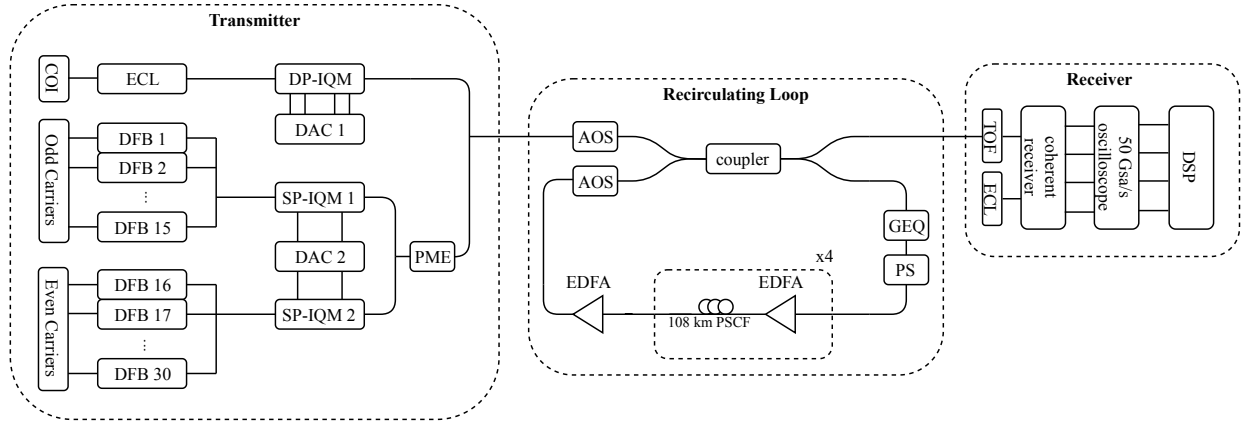 Transmitter
COI
ECL
DP-IQM
DAC 1
Odd Carriers
DFB 1
DFB 2
...
DFB 15
SP-IQM 1
DAC 2
SP-IQM 2
PME
Even Carriers
DFB 16
DFB 17
...
DFB 30
Recirculating Loop
AOS
AOS
coupler
GEQ
PS
x4
EDFA
EDFA
108 km PSCF
Receiver
TOF
ECL
coherent
receiver
50 Gsa/s
oscilloscope
DSP